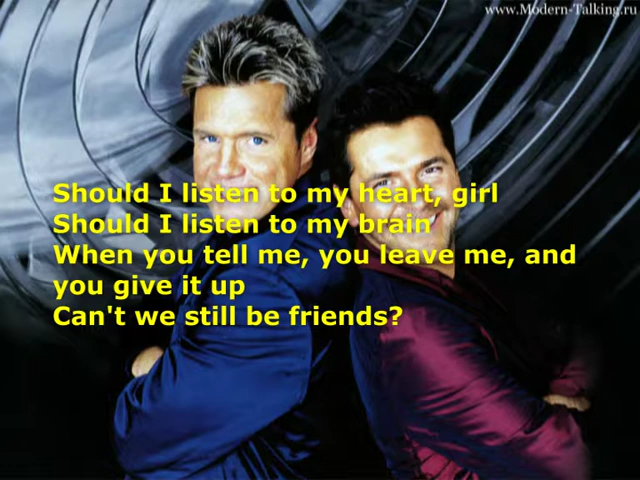 www.Modern-Talking.ru
Should I listen to my heart, girl
Should I listen to my brain
When you tell me, you leave me, and
you give it up
Can't we still be friends?